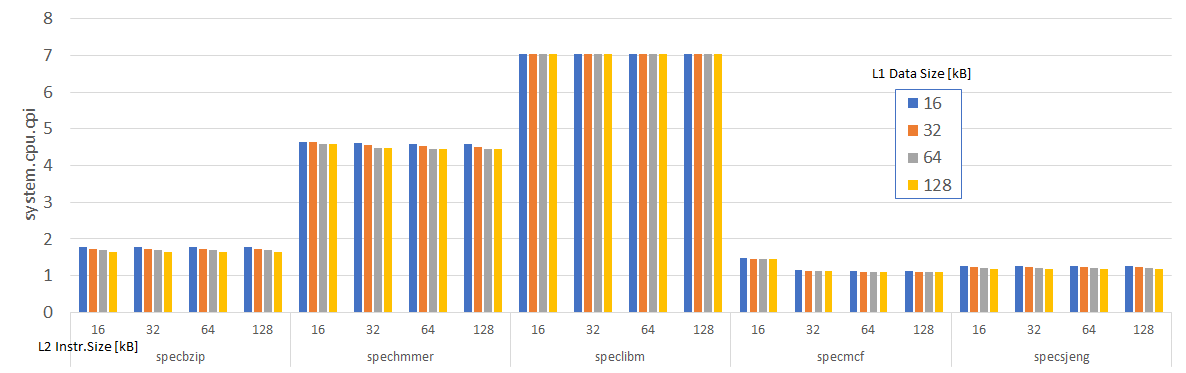 8
7
6
5
4
3
2
1
0
system.cpu.cpi
L1 Data Size [kB]
16
32
64
128
16 32 64 128 16 32 64 128 16 32 64 128 16 32 64 128 16 32 64 128
L2 Instr.Size [kB]
specbzip spechmmer speclibm specmcf specsjeng